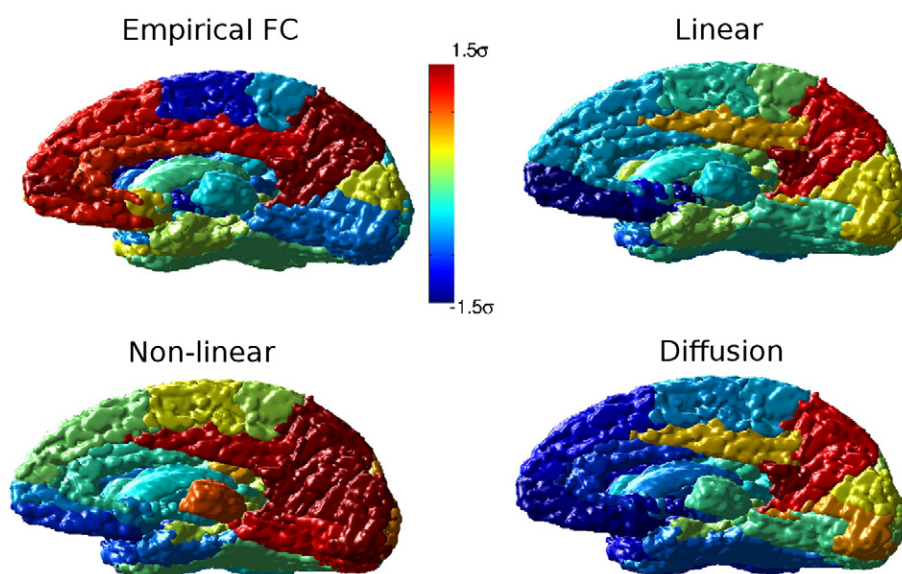 Empirical FC
Linear
1.5σ
-1.5σ
Non-linear
Diffusion